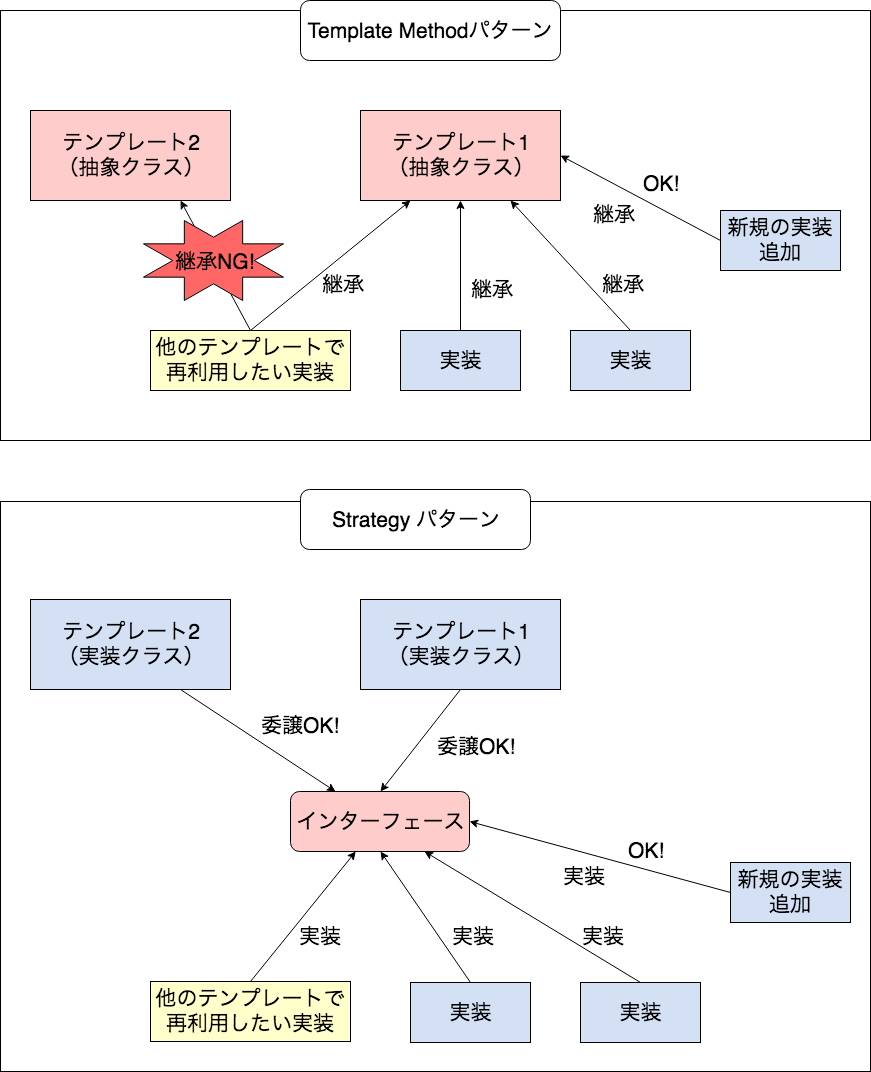 Template Methodパターン
テンプレート2
（抽象クラス）
テンプレート1
（抽象クラス）
OK!
継承
新規の実装
追加
継承NG!
継承
継承
継承
他のテンプレートで
再利用したい実装
実装
実装
Strategy パターン
テンプレート2
（実装クラス）
テンプレート1
（実装クラス）
委譲OK!
委譲OK!
インターフェース
OK!
実装
新規の実装
追加
実装
実装
実装
他のテンプレートで
再利用したい実装
実装
実装